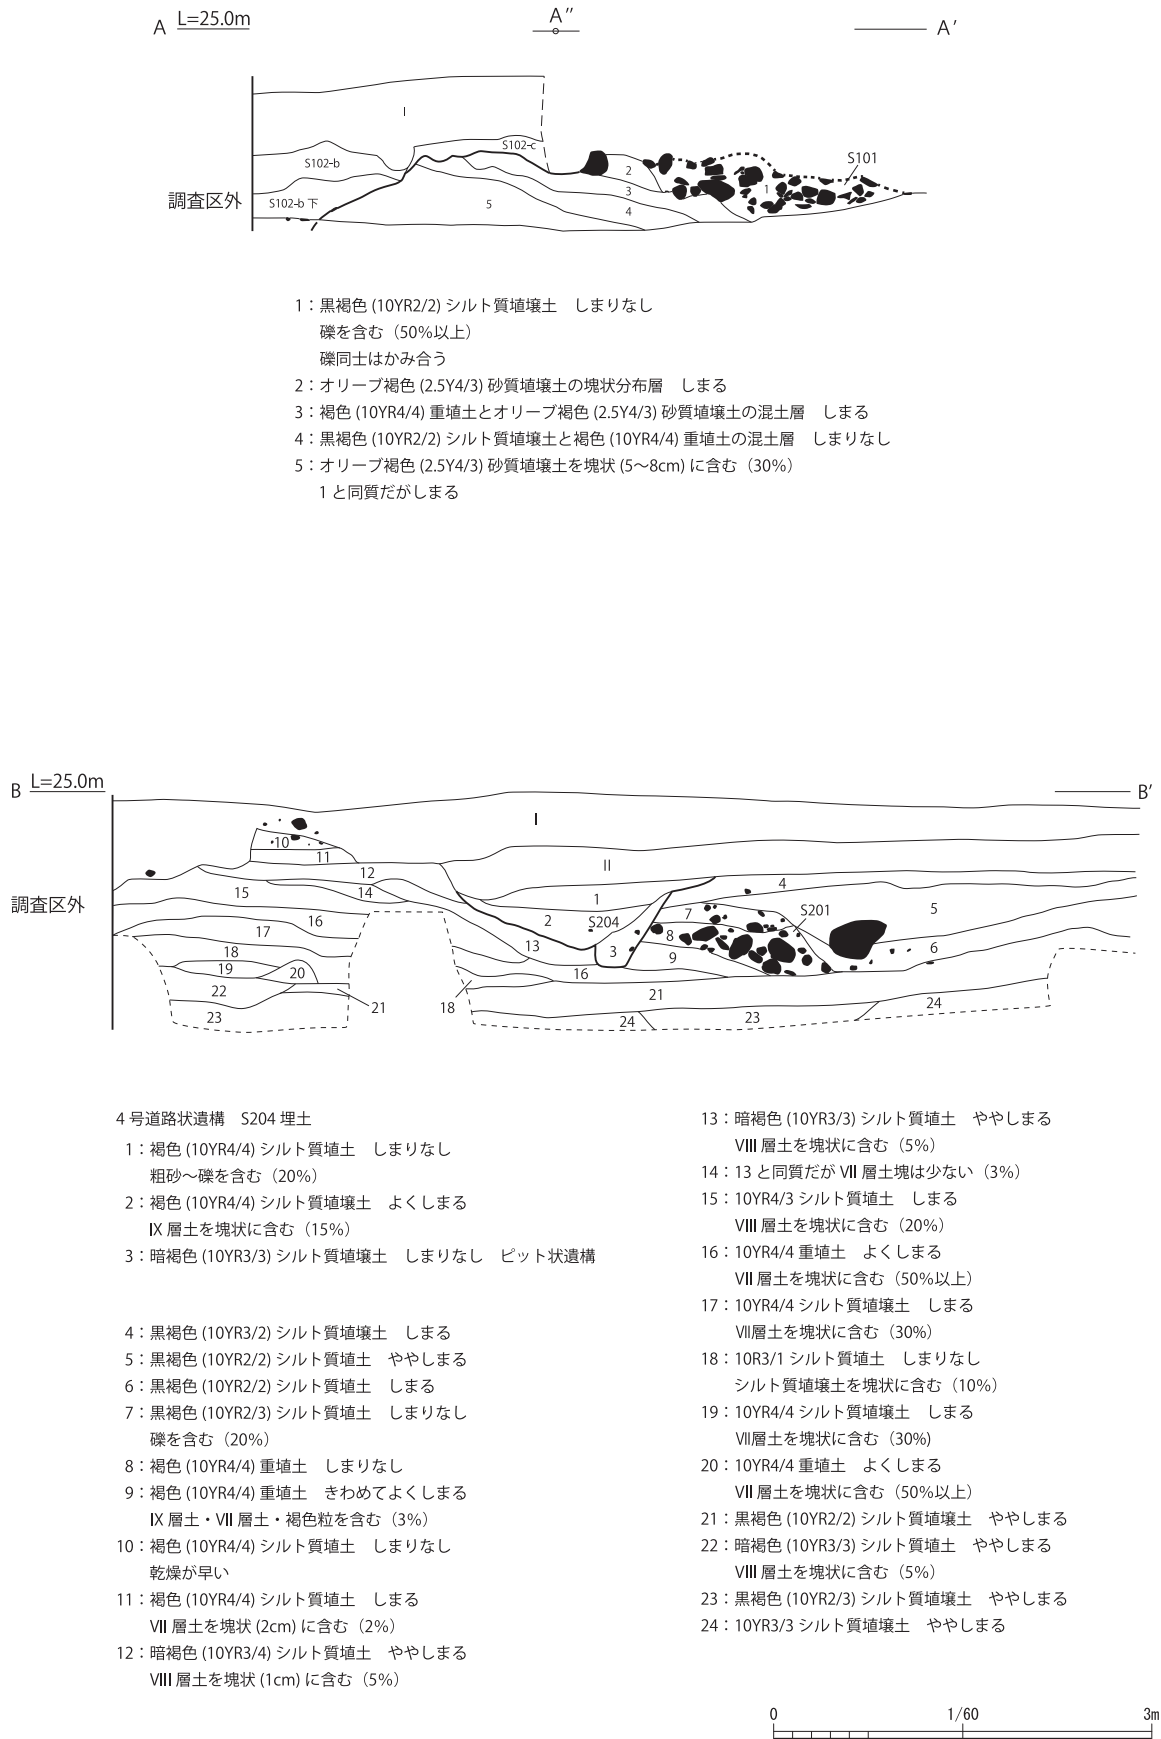 A L=25.0m
A''
A'
I
S102-c
S102-b
S101
2
1
3
調査区外
S102-b 下
5
4
1：黒褐色 (10YR2/2) シルト質埴壌土　しまりなし
礫を含む（50%以上）
礫同士はかみ合う
2：オリーブ褐色 (2.5Y4/3) 砂質埴壌土の塊状分布層　しまる
3：褐色 (10YR4/4) 重埴土とオリーブ褐色 (2.5Y4/3) 砂質埴壌土の混土層　しまる
4：黒褐色 (10YR2/2) シルト質埴壌土と褐色 (10YR4/4) 重埴土の混土層　しまりなし
5：オリーブ褐色 (2.5Y4/3) 砂質埴壌土を塊状 (5〜8cm) に含む（30%）
1 と同質だがしまる
B L=25.0m
B'
I
10
11
II
12
4
15
14
1
調査区外
16
2
S204
7
S201
5
17
13
3
8
6
18
9
19
20
16
22
21
18
21
23
24
23
24
4 号道路状遺構　S204 埋土
1：褐色 (10YR4/4) シルト質埴土　しまりなし
粗砂〜礫を含む（20%）
2：褐色 (10YR4/4) シルト質埴壌土　よくしまる
Ⅸ 層土を塊状に含む（15%）
3：暗褐色 (10YR3/3) シルト質埴壌土　しまりなし　ピット状遺構
4：黒褐色 (10YR3/2) シルト質埴壌土　しまる
5：黒褐色 (10YR2/2) シルト質埴土　ややしまる
6：黒褐色 (10YR2/2) シルト質埴土　しまる
7：黒褐色 (10YR2/3) シルト質埴土　しまりなし
礫を含む（20%）
8：褐色 (10YR4/4) 重埴土　しまりなし
9：褐色 (10YR4/4) 重埴土　きわめてよくしまる
Ⅸ 層土・Ⅶ 層土・褐色粒を含む（3%）
10：褐色 (10YR4/4) シルト質埴土　しまりなし
乾燥が早い
11：褐色 (10YR4/4) シルト質埴土　しまる
Ⅶ 層土を塊状 (2cm) に含む（2%）
12：暗褐色 (10YR3/4) シルト質埴土　ややしまる
Ⅷ 層土を塊状 (1cm) に含む（5%）
13：暗褐色 (10YR3/3) シルト質埴土　ややしまる
Ⅷ 層土を塊状に含む（5%）
14：13 と同質だが Ⅶ 層土塊は少ない（3%）
15：10YR4/3 シルト質埴土　しまる
Ⅷ 層土を塊状に含む（20%）
16：10YR4/4 重埴土　よくしまる
Ⅶ 層土を塊状に含む（50%以上）
17：10YR4/4 シルト質埴壌土　しまる
Ⅶ層土を塊状に含む（30%）
18：10R3/1 シルト質埴土　しまりなし
シルト質埴壌土を塊状に含む（10%）
19：10YR4/4 シルト質埴壌土　しまる
Ⅶ層土を塊状に含む（30%)
20：10YR4/4 重埴土　よくしまる
Ⅶ 層土を塊状に含む（50%以上）
21：黒褐色 (10YR2/2) シルト質埴壌土　ややしまる
22：暗褐色 (10YR3/3) シルト質埴土　ややしまる
Ⅷ 層土を塊状に含む（5%）
23：黒褐色 (10YR2/3) シルト質埴壌土　ややしまる
24：10YR3/3 シルト質埴壌土　ややしまる
0 1/60 3m